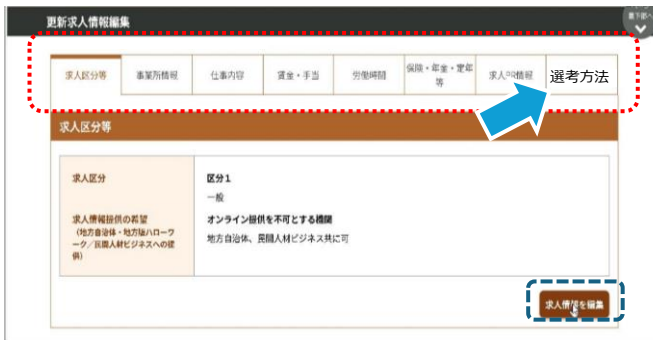 更新求人情報編集
最下部へ
求人区分等
事業所情報
仕事内容
賃金・手当
労働時間
保険・年金・定年
等
求人PR情報
選考方法
求人区分等
求人区分
区分1
一般
求人情報提供の希望
(地方自治体・地方版ハローワ
ーク/民間人材ビジネスへの提
供)
オンライン提供を不可とする機関
地方自治体、民間人材ビジネス共に可
求人情報を編集